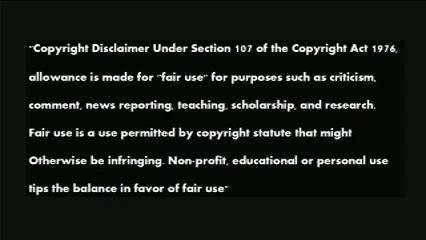 "Copyright Disclaimer Under Section 107 of the Copyright Act 1976,
allowance is made for "fair use" for purposes such as criticism,
comment, news reporting, teaching, scholarship, and research.
Fair use is a use permitted by copyright statute that might
Otherwise be infringing. Non-profit, educational or personal use
tips the balance in favor of fair use"